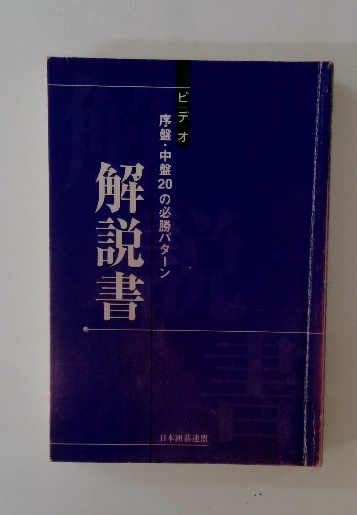 ビデオ
序盤・中盤20の必勝パターン
解説書
日本囲碁連盟